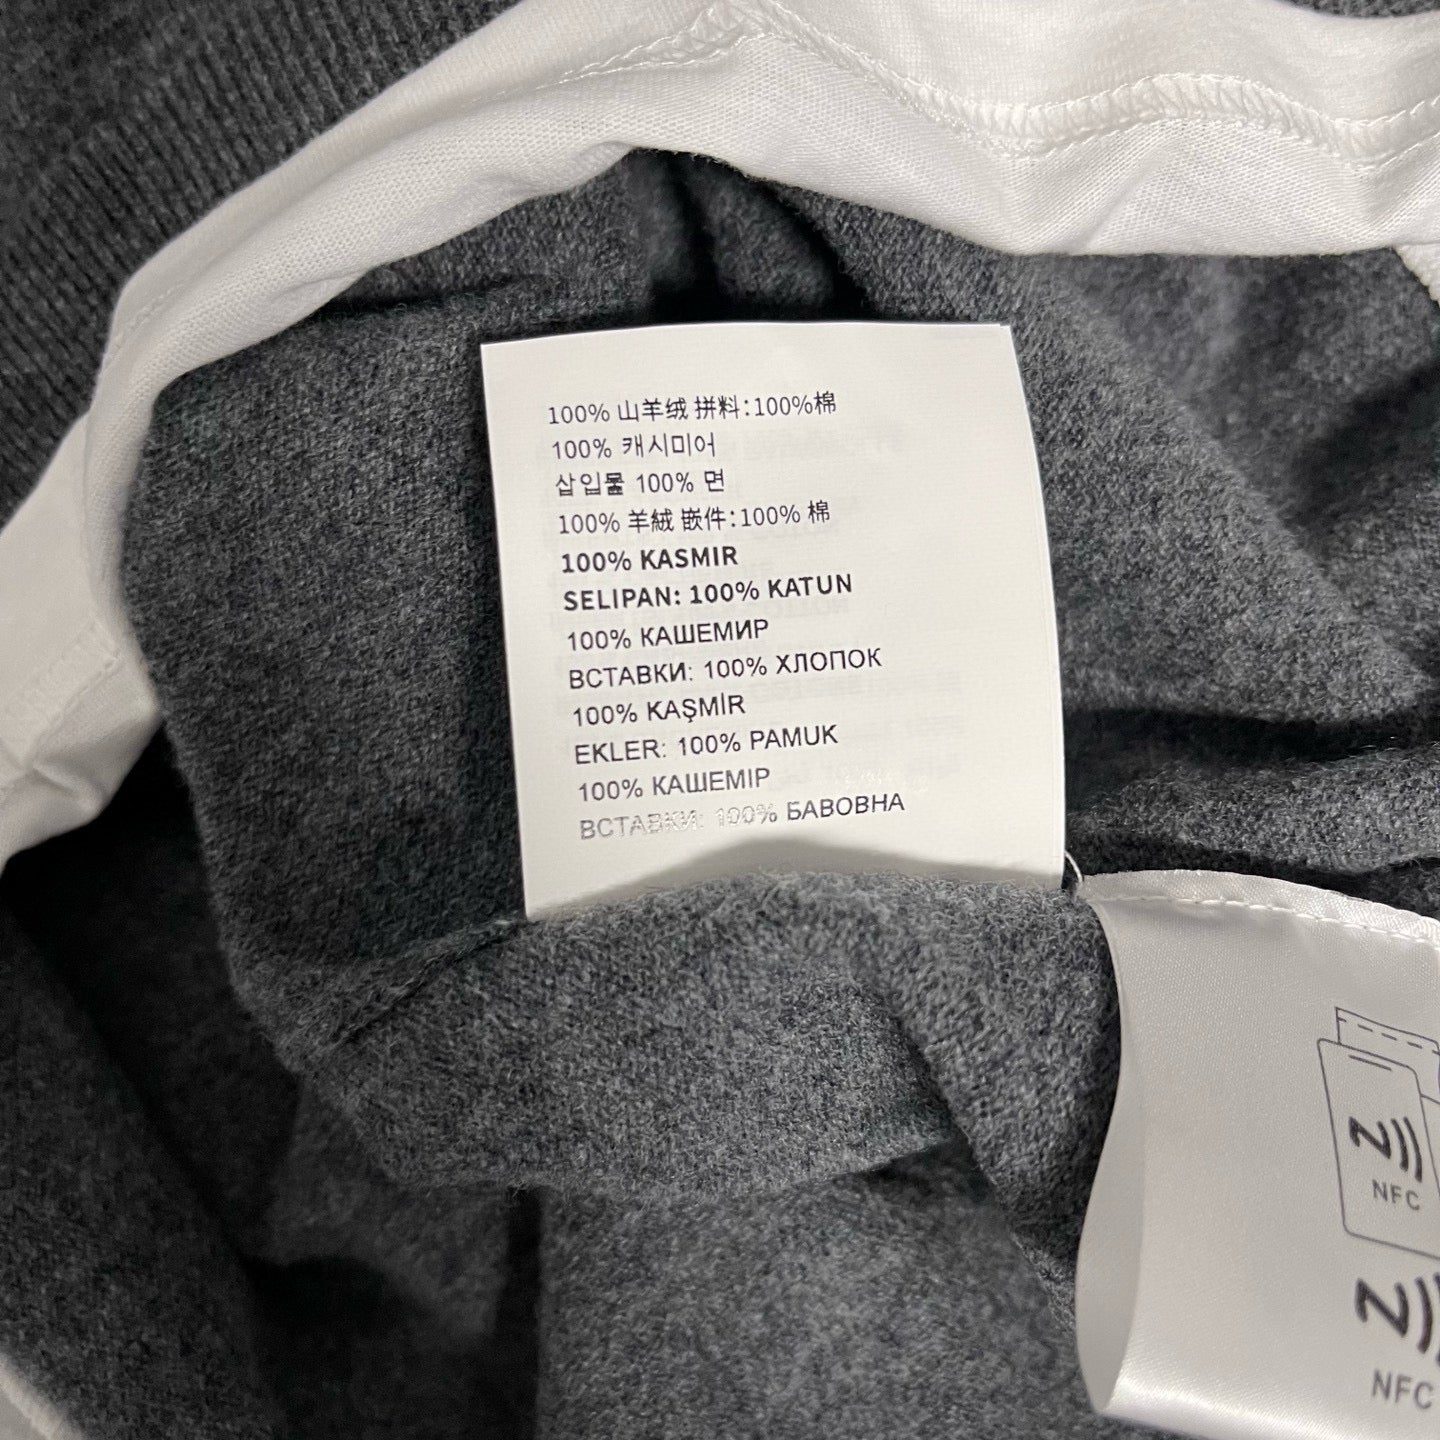 100% 山羊绒 拼料:100%棉
100% 캐시미어
삽입물 100% 면
100% 羊絨 嵌件:100% 棉
100% KASMIR
SELIPAN: 100% KATUN
100% КАШЕМИР
ВСТАВКИ: 100% ХЛОПОК
100% KAŞMİR
EKLER: 100% PAMUK
100% КАШЕМІР
ВСТАВКИ: 100% БАВОВНА
NFC
NFC